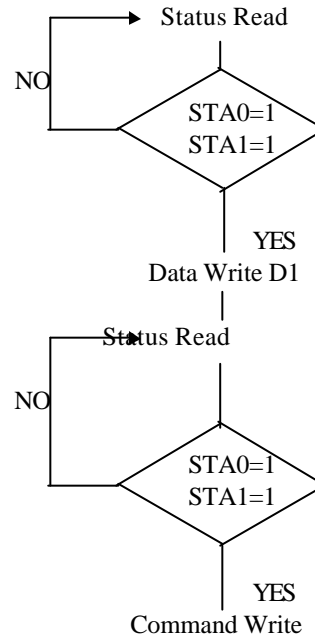 Status Read
NO
STA0=1
STA1=1
YES
Data Write D1
Status Read
NO
STA0=1
STA1=1
YES
Command Write